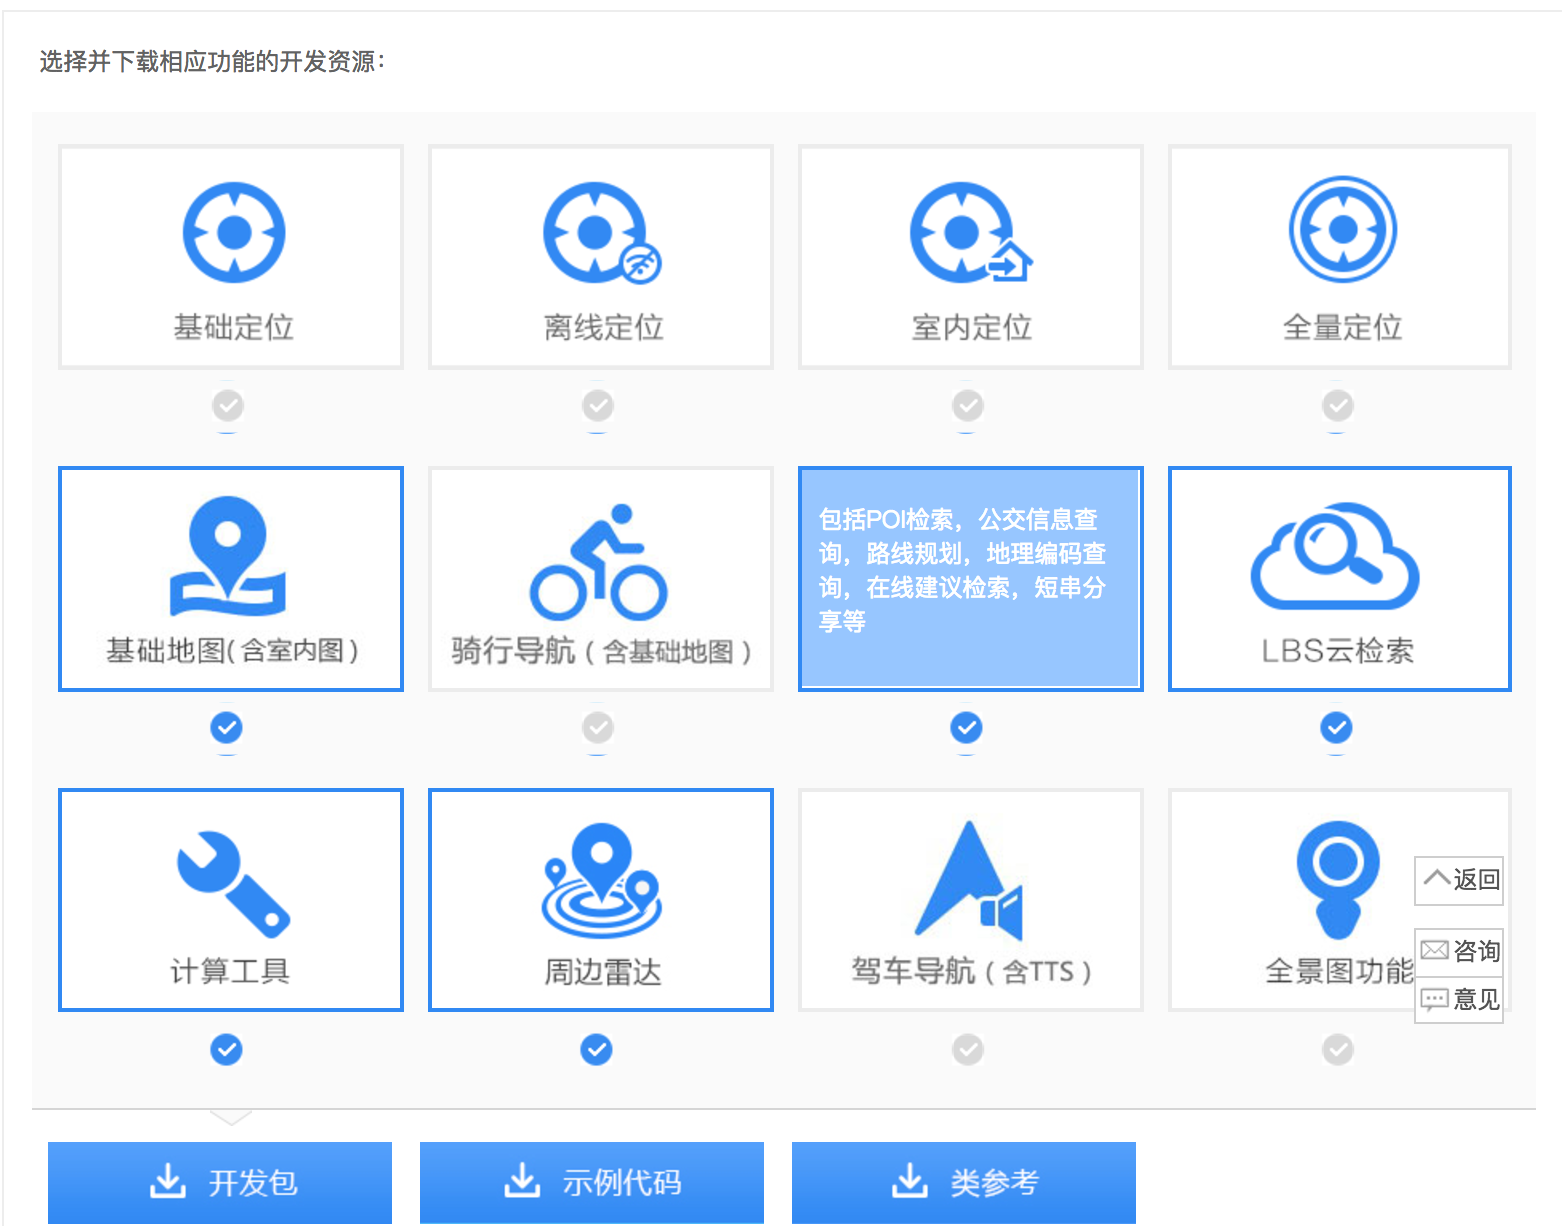 选择并下载相应功能的开发资源：
基础定位
离线定位
室内定位
全量定位
基础地图(含室内图)
骑行导航(含基础地图)
包括POI检索，公交信息查
询，路线规划，地理编码查
询，在线建议检索，短串分
享等
LBS云检索
计算工具
周边雷达
驾车导航(含TTS)
全景图功能
返回
咨询
意见
开发包
示例代码
类参考